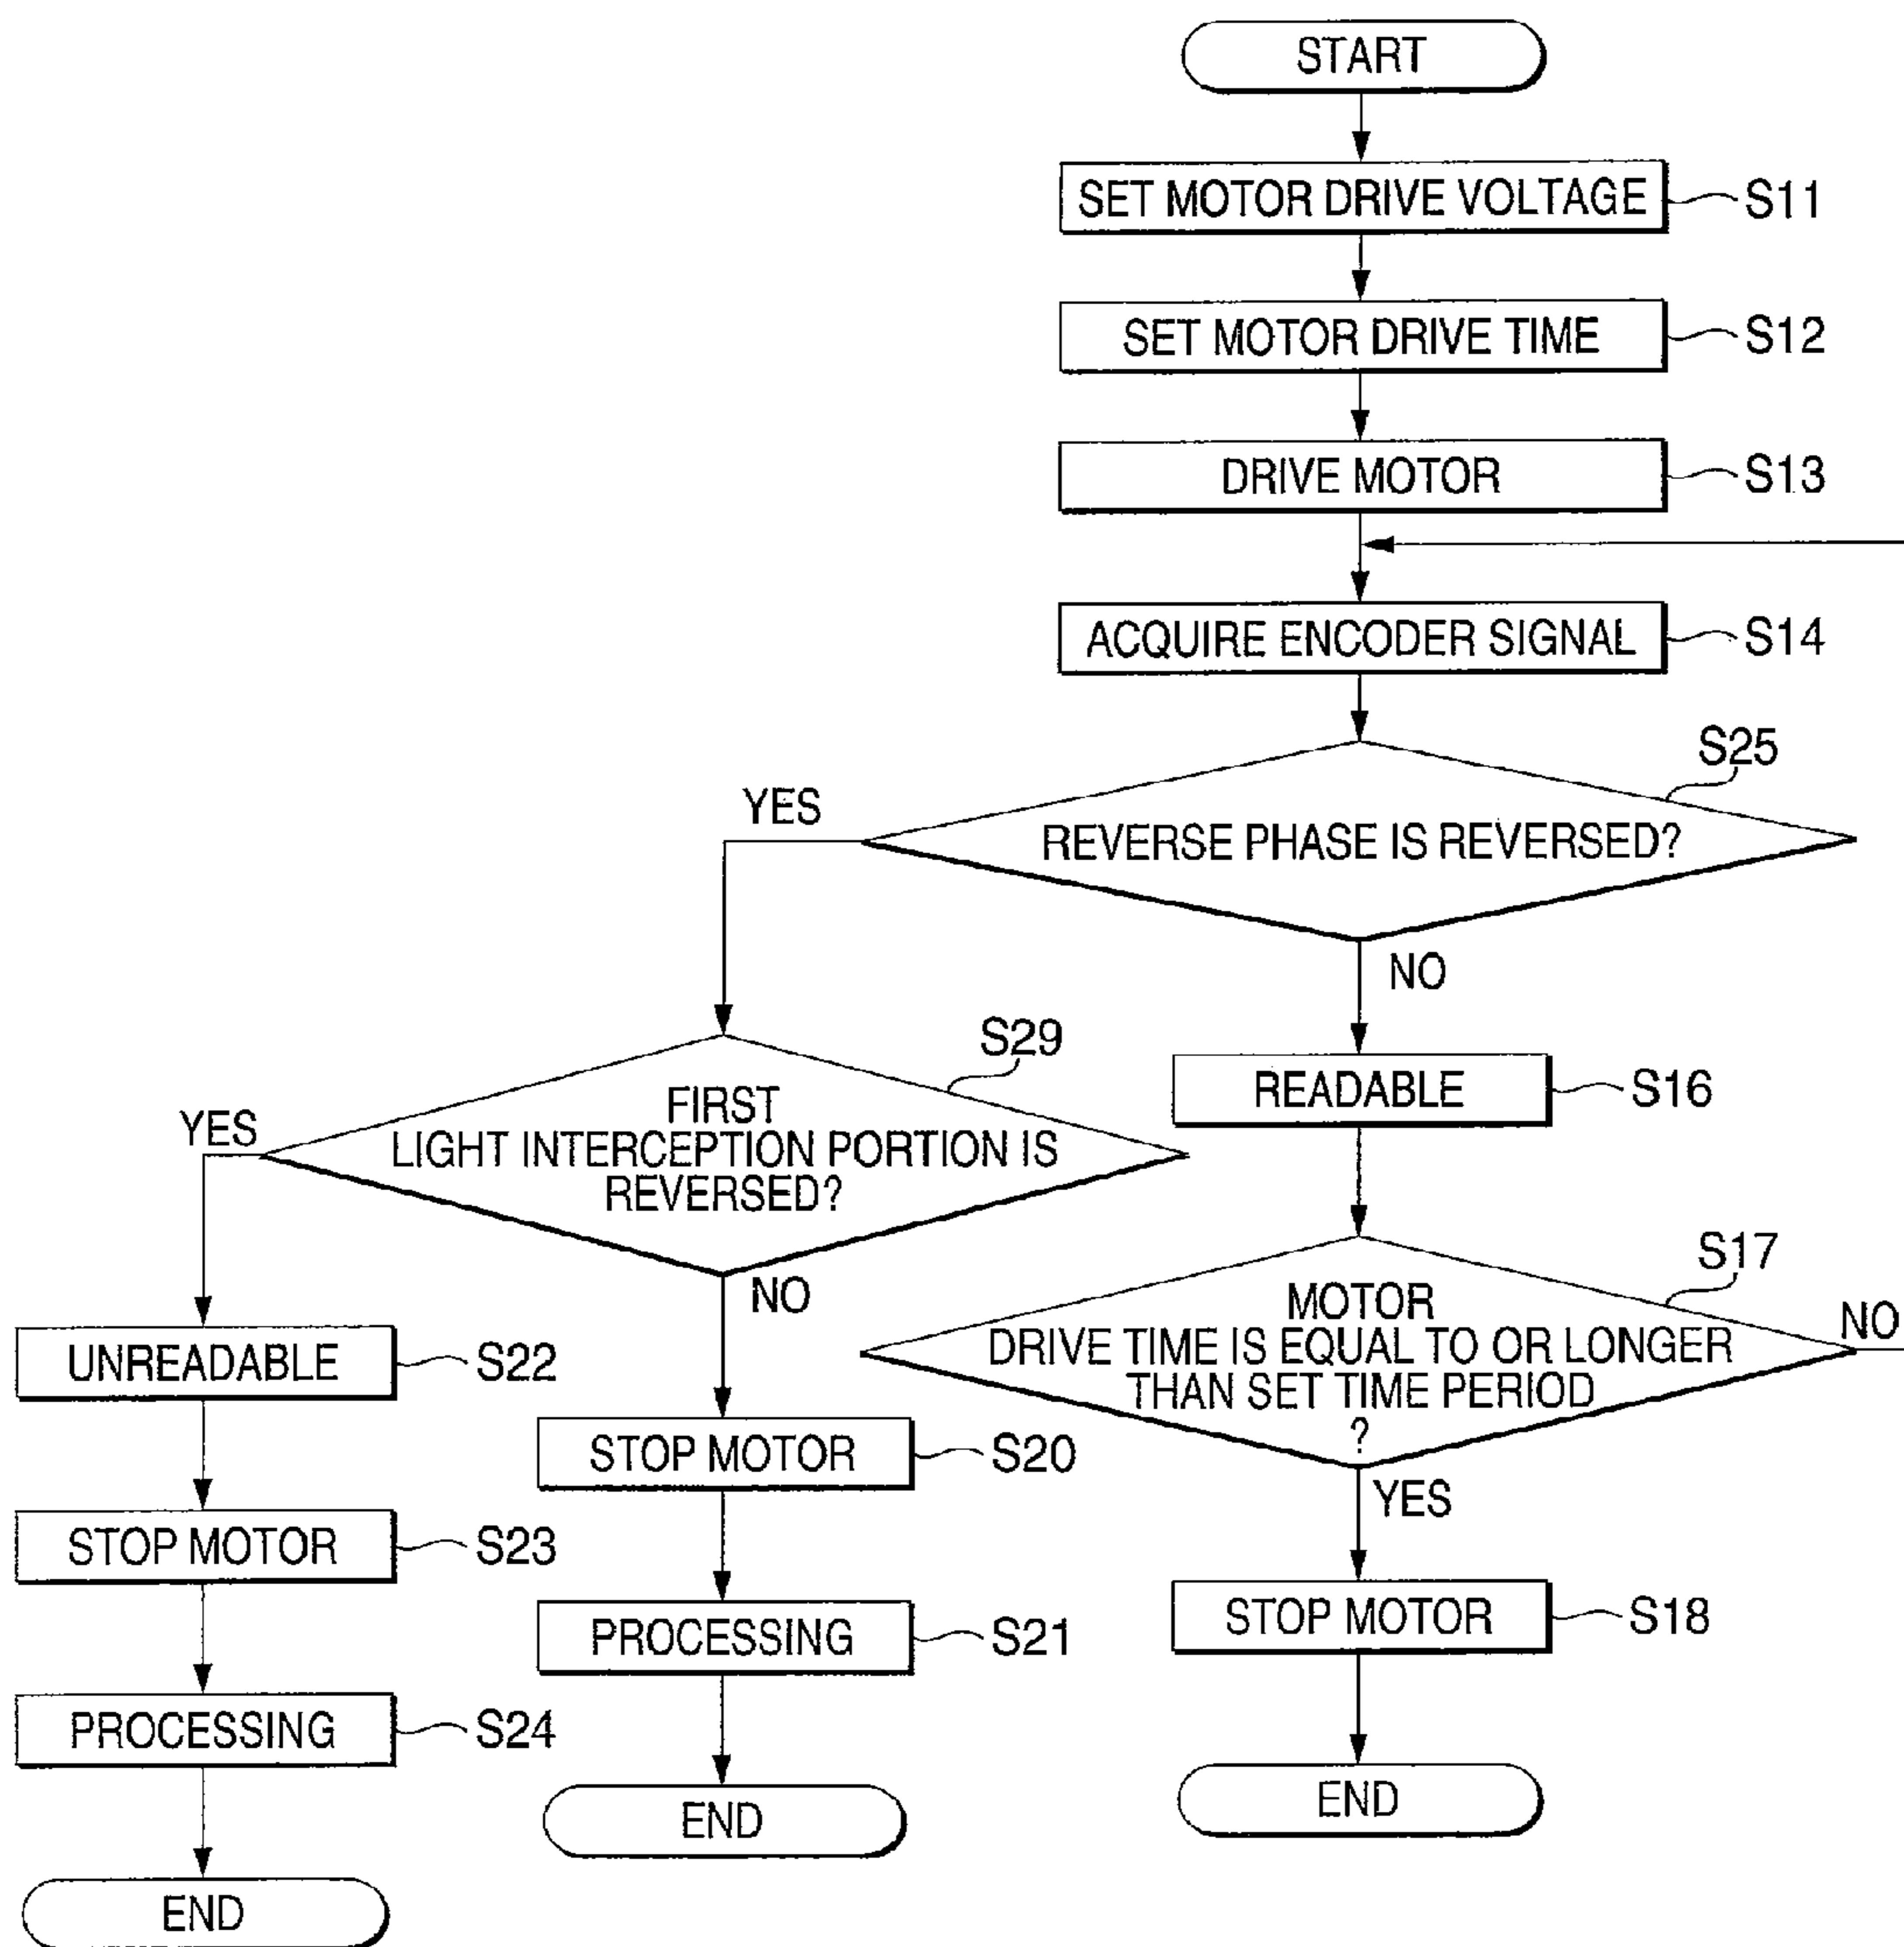 START
SET MOTOR DRIVE VOLTAGE
S11
SET MOTOR DRIVE TIME
S12
DRIVE MOTOR
S13
ACQUIRE ENCODER SIGNAL
S14
S25
YES
REVERSE PHASE IS REVERSED?
NO
S29
YES
FIRST
LIGHT INTERCEPTION PORTION IS
REVERSED?
NO
READABLE
S16
S17
MOTOR
DRIVE TIME IS EQUAL TO OR LONGER
THAN SET TIME PERIOD
?
NO
YES
UNREADABLE
S22
STOP MOTOR
S20
STOP MOTOR
S23
PROCESSING
S21
STOP MOTOR
S18
PROCESSING
S24
END
END
END